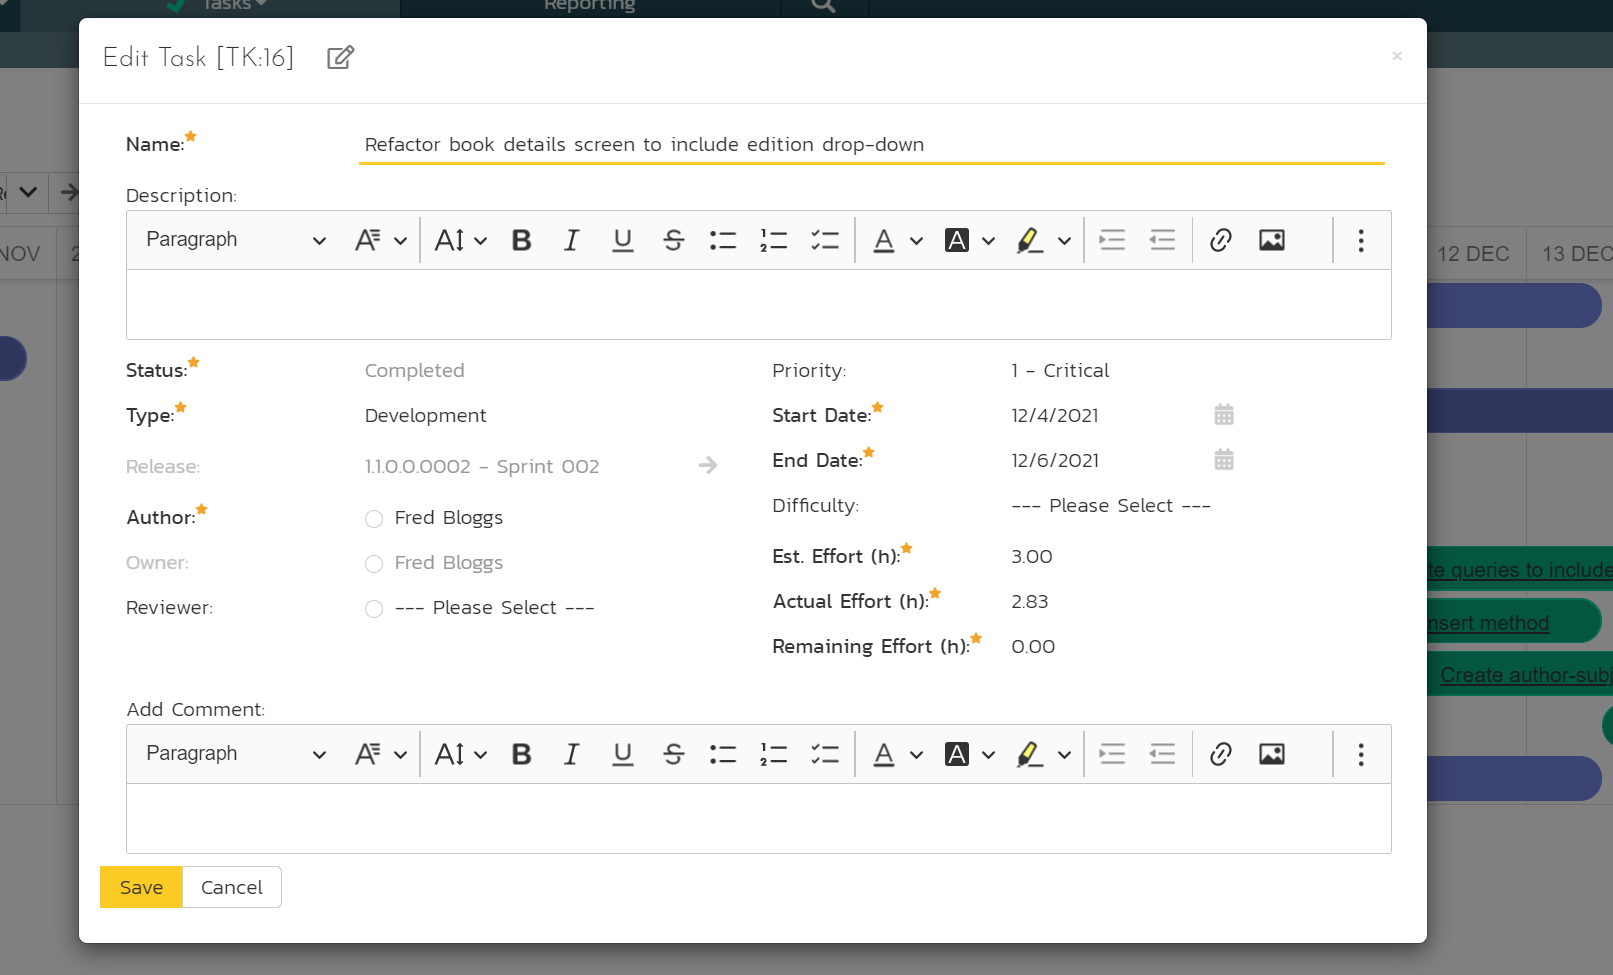 Tasks
Reporting
Edit Task [TK:16]
×
Name:
Refactor book details screen to include edition drop-down
Description:
Paragraph
NOV
2
12 DEC
13 DEC
Status:
Completed
Priority:
1 - Critical
Type:
Development
Start Date:
12/4/2021
Release:
1.1.0.0.0002 - Sprint 002
End Date:
12/6/2021
Difficulty:
--- Please Select ---
Author:
Fred Bloggs
Est. Effort (h):
3.00
Owner:
Fred Bloggs
te queries to include
Reviewer:
--- Please Select ---
Actual Effort (h):
2.83
nsert method
Remaining Effort (h):
0.00
Create author-subj
Add Comment:
Paragraph
Save
Cancel